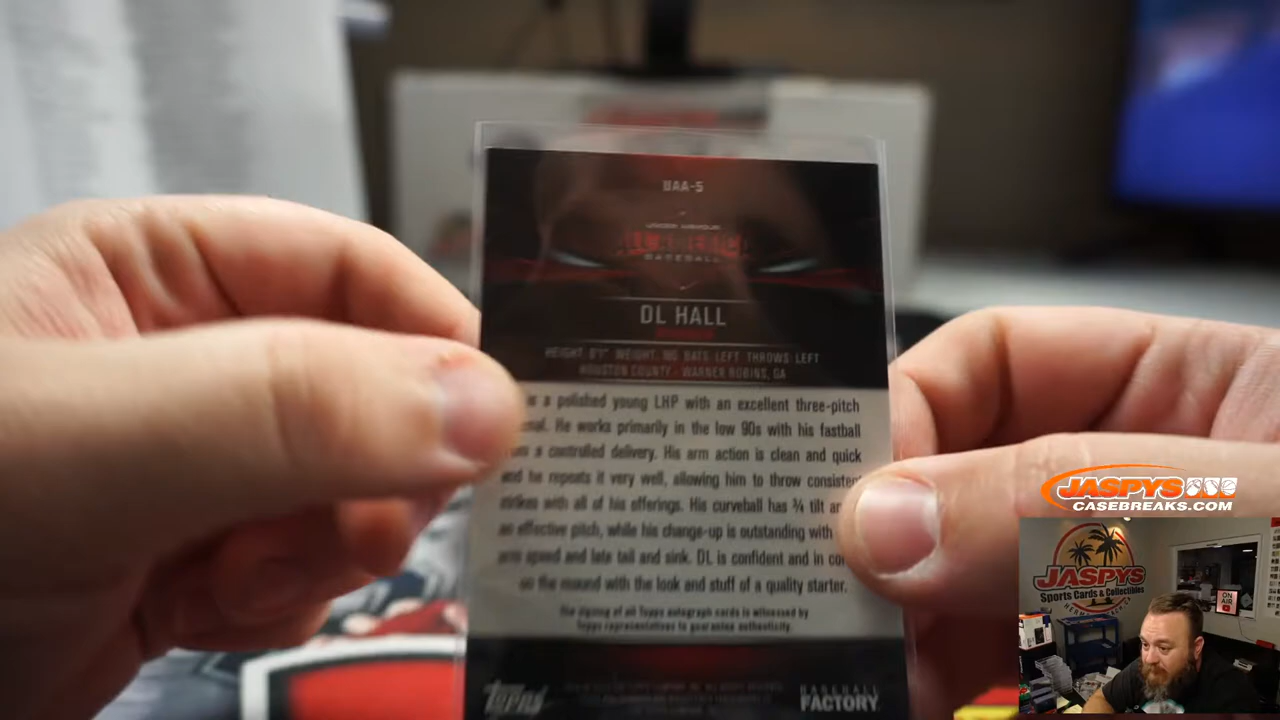 UAA-5
UNDER ARMOUR
ALL AMERICA
BASEBALL
DL HALL
HEIGHT: 6'1" WEIGHT: BATS: LEFT THROWS: LEFT
HOUSTON COUNTY - WARNER ROBINS, GA
is a polished young LHP with an excellent three-pitch
He works primarily in the low 90s with his fastball
a controlled delivery. His arm action is clean and quick
and he repeats it very well, allowing him to throw consistent
strikes with all of his offerings. His curveball has ¾ tilt
an effective pitch, while his change-up is outstanding with
arm speed and late tail and sink. DL is confident and in
on the mound with the look and stuff of a quality starter.
The signing of all Topps autograph cards is witnessed by
Topps representatives to guarantee authenticity.
Topps
BASEBALL
FACTORY
JASPYS
CASEBREAKS.COM
JASPYS
Sports Cards & Collectibles
ON
AIR